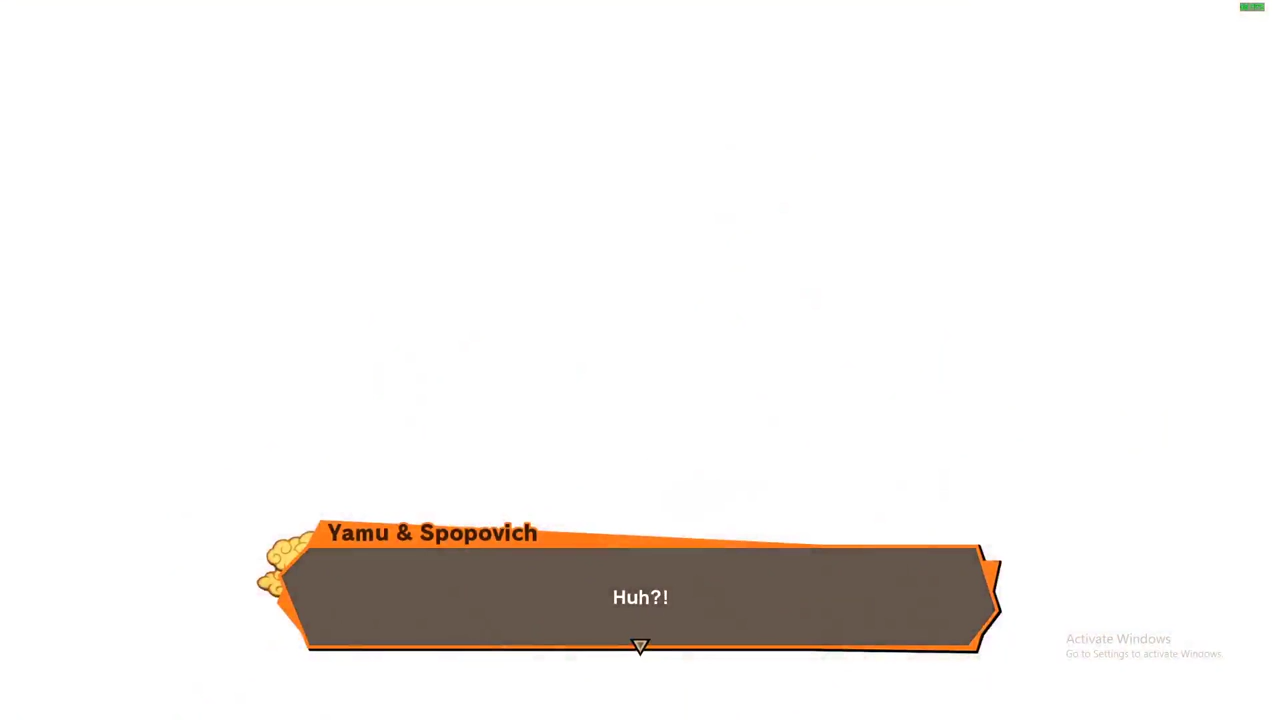 Yamu & Spopovich
Huh?!
Activate Windows
Go to Settings to activate Windows.